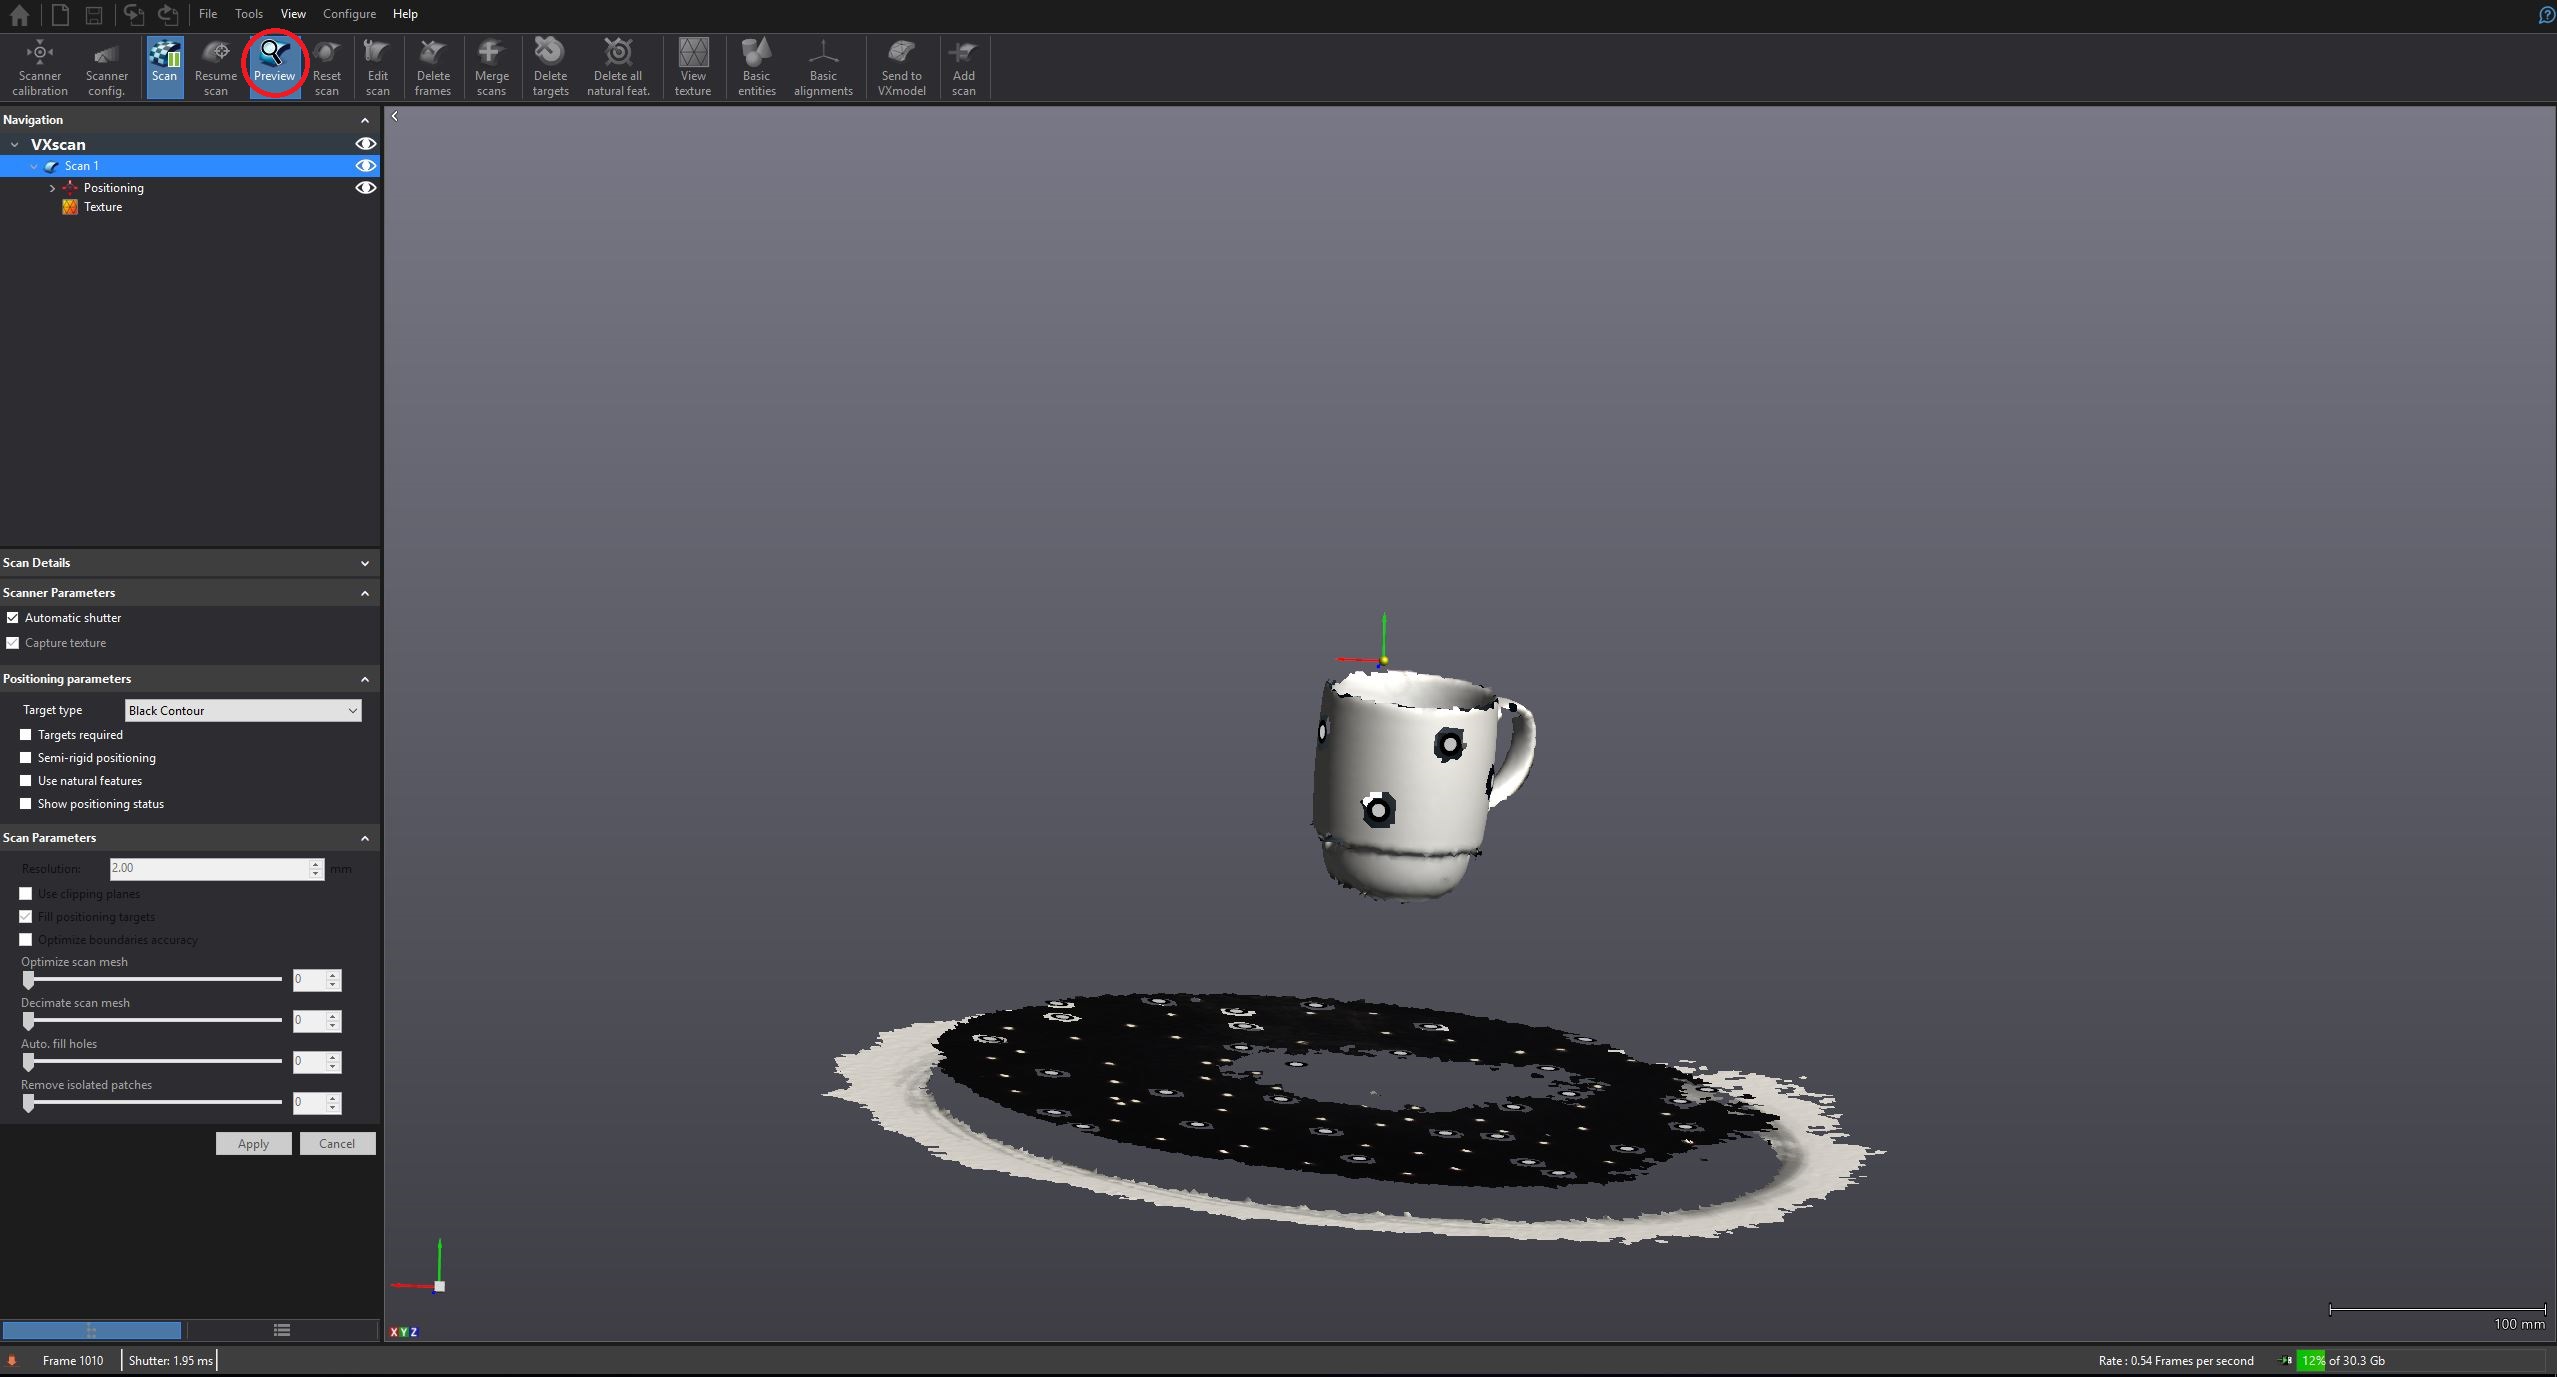 File Tools View Configure Help
Scanner calibration
Scanner config.
Scan
Resume scan
Preview
Reset scan
Edit scan
Delete frames
Merge scans
Delete targets
Delete all natural feat.
View texture
Basic entities
Basic alignments
Send to VXmodel
Add scan
Navigation
VXscan
Scan 1
Positioning
Texture
Scan Details
Scanner Parameters
Automatic shutter
Capture texture
Positioning parameters
Target type Black Contour
Targets required
Semi-rigid positioning
Use natural features
Show positioning status
Scan Parameters
Resolution: 2.00 mm
Use clipping planes
Fill positioning targets
Optimize boundaries accuracy
Optimize scan mesh
0
Decimate scan mesh
0
Auto. fill holes
0
Remove isolated patches
0
Apply Cancel
XYZ
100 mm
Frame 1010 Shutter: 1.95 ms Rate : 0.54 Frames per second 12% of 30.3 Gb